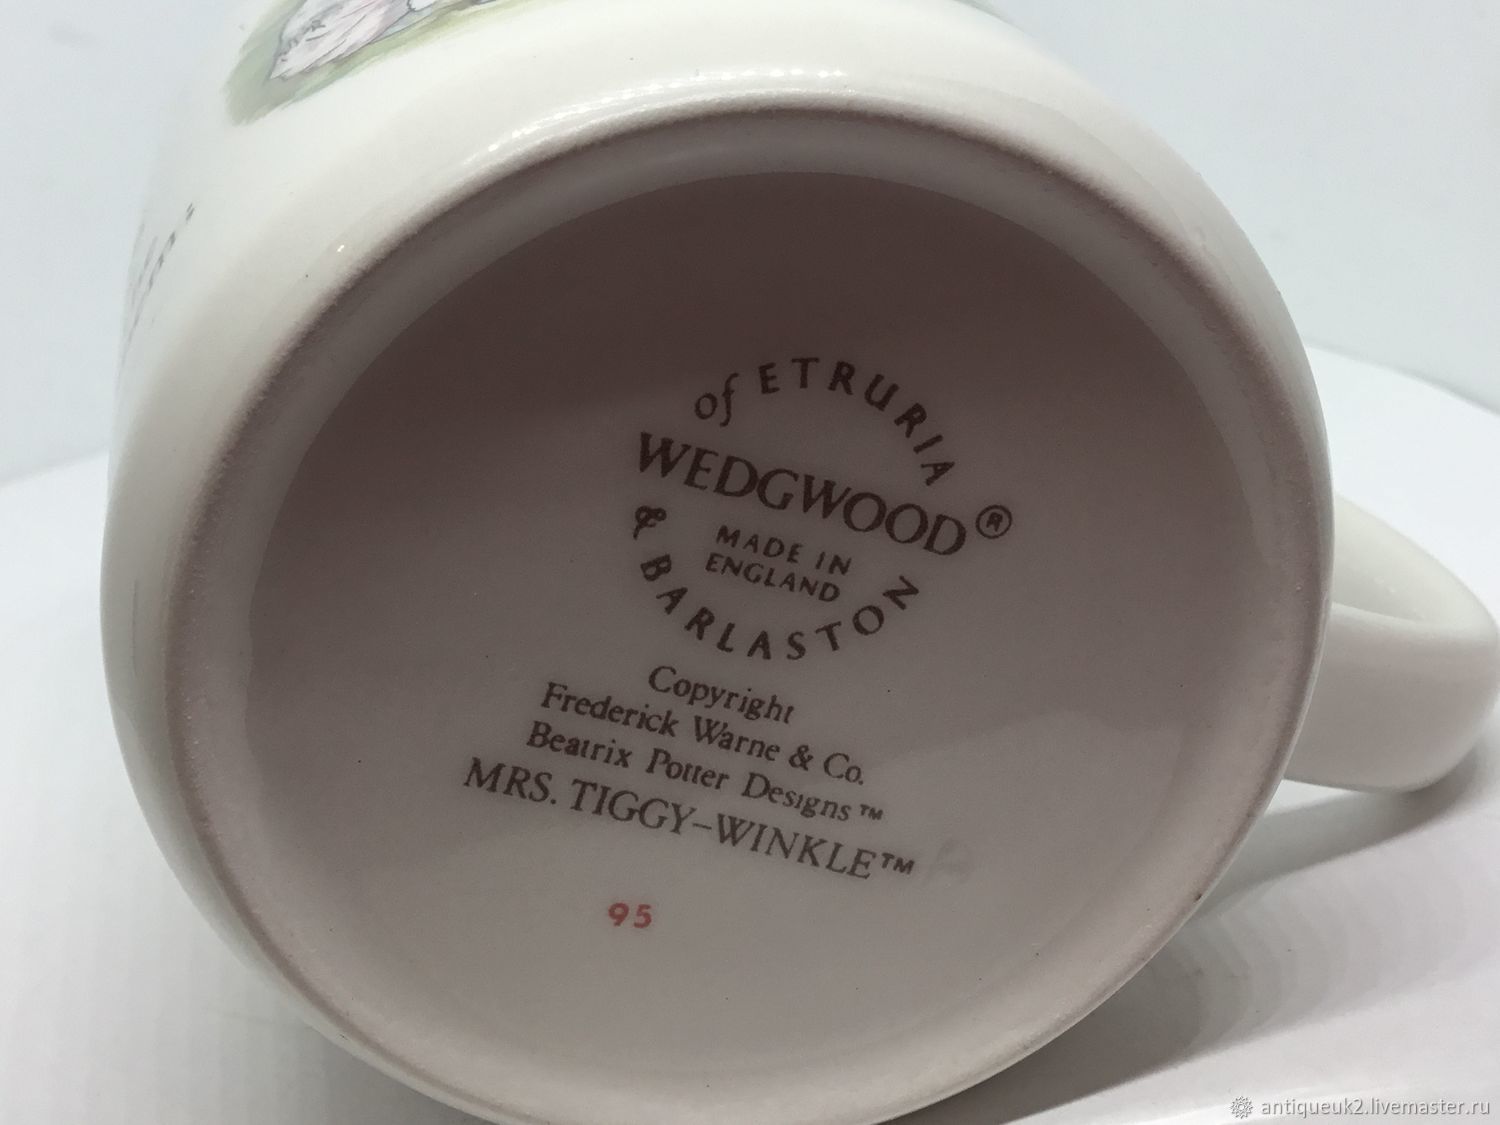 of ETRURIA
WEDGWOOD®
MADE IN
ENGLAND
& BARLASTON
Copyright
Frederick Warne & Co.
Beatrix Potter Designs™
MRS. TIGGY-WINKLE™
95
antiqueuk2.livemaster.ru